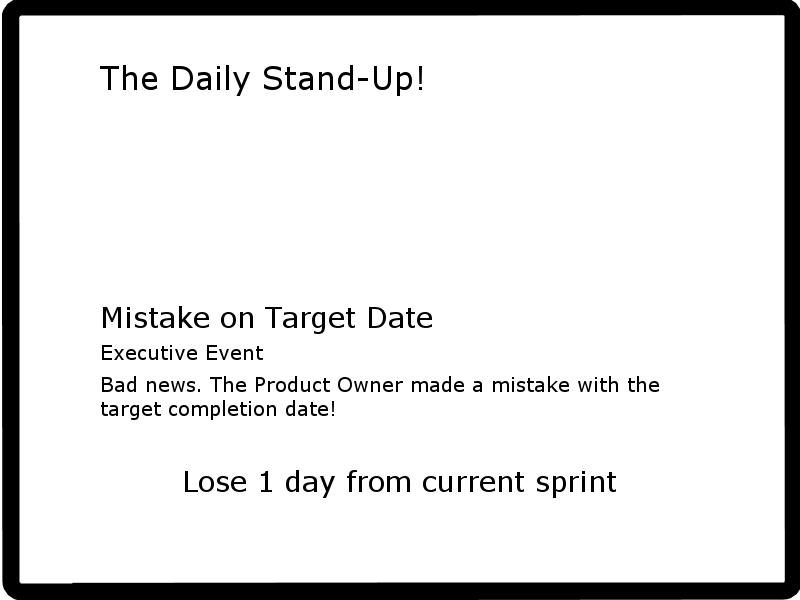 The Daily Stand-Up!
Mistake on Target Date
Executive Event
Bad news. The Product Owner made a mistake with the
target completion date!
Lose 1 day from current sprint